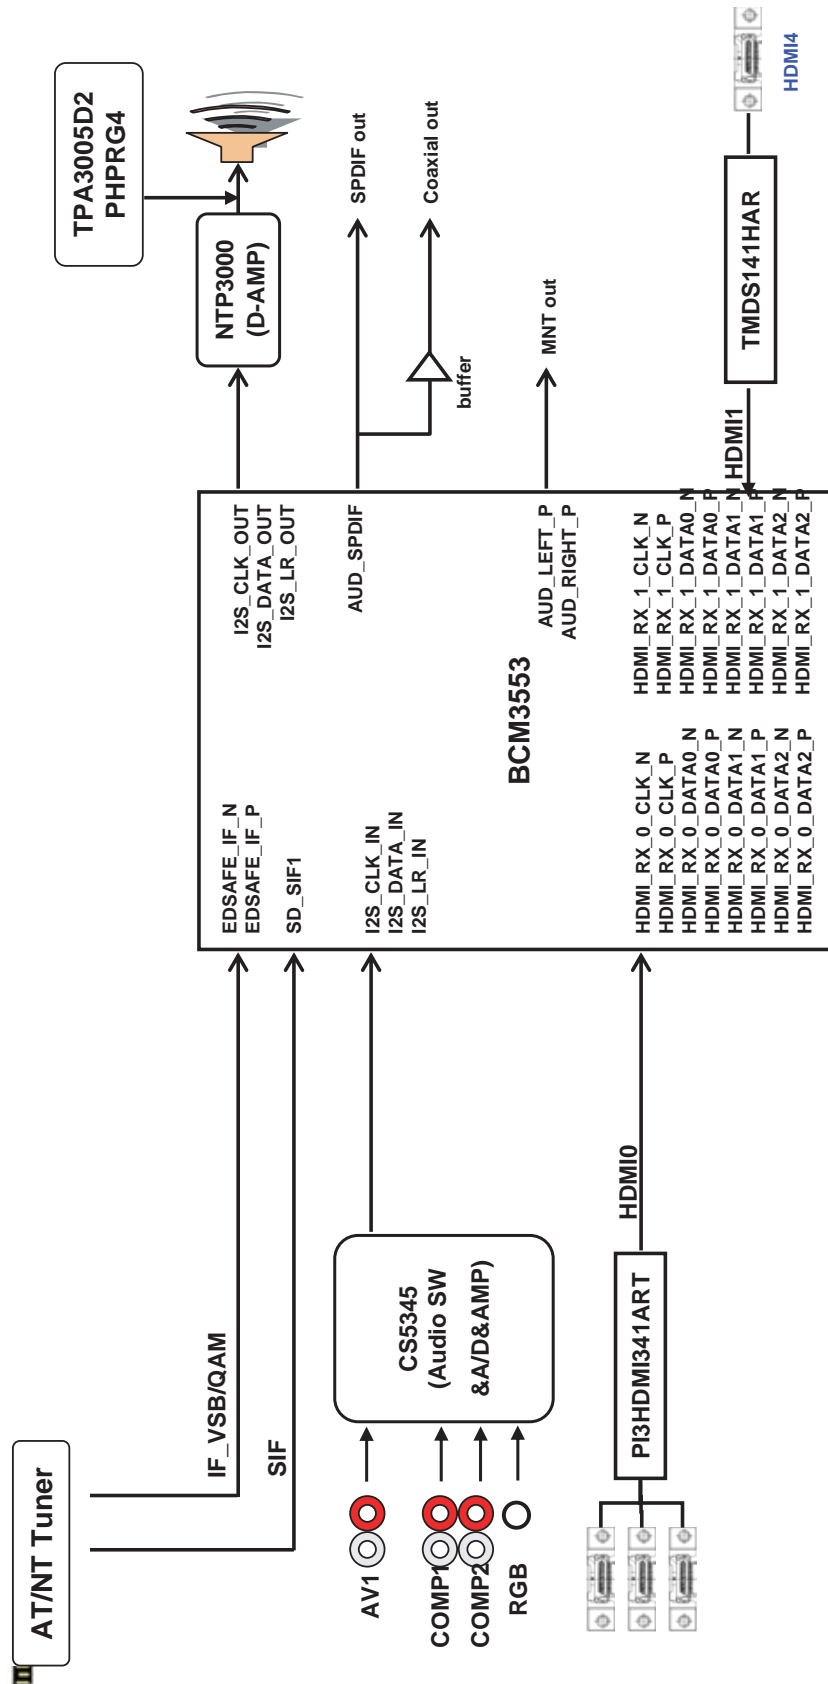 AT/NT Tuner
IF_VSB/QAM
SIF
AV1
COMP1
COMP2
RGB
CS5345
(Audio SW
&A/D&AMP)
PI3HDMI341ART
HDMI0
EDSAFE_IF_N
EDSAFE_IF_P
SD_SIF1
I2S_CLK_IN
I2S_DATA_IN
I2S_LR_IN
HDMI_RX_0_CLK_N
HDMI_RX_0_CLK_P
HDMI_RX_0_DATA0_N
HDMI_RX_0_DATA0_P
HDMI_RX_0_DATA1_N
HDMI_RX_0_DATA1_P
HDMI_RX_0_DATA2_N
HDMI_RX_0_DATA2_P
BCM3553
I2S_CLK_OUT
I2S_DATA_OUT
I2S_LR_OUT
AUD_SPDIF
AUD_LEFT_P
AUD_RIGHT_P
HDMI_RX_1_CLK_N
HDMI_RX_1_CLK_P
HDMI_RX_1_DATA0_N
HDMI_RX_1_DATA0_P
HDMI_RX_1_DATA1_N
HDMI_RX_1_DATA1_P
HDMI_RX_1_DATA2_N
HDMI_RX_1_DATA2_P
NTP3000
(D-AMP)
TPA3005D2
PHPRG4
SPDIF out
buffer
Coaxial out
MNT out
HDMI1
TMDS141HAR
HDMI4